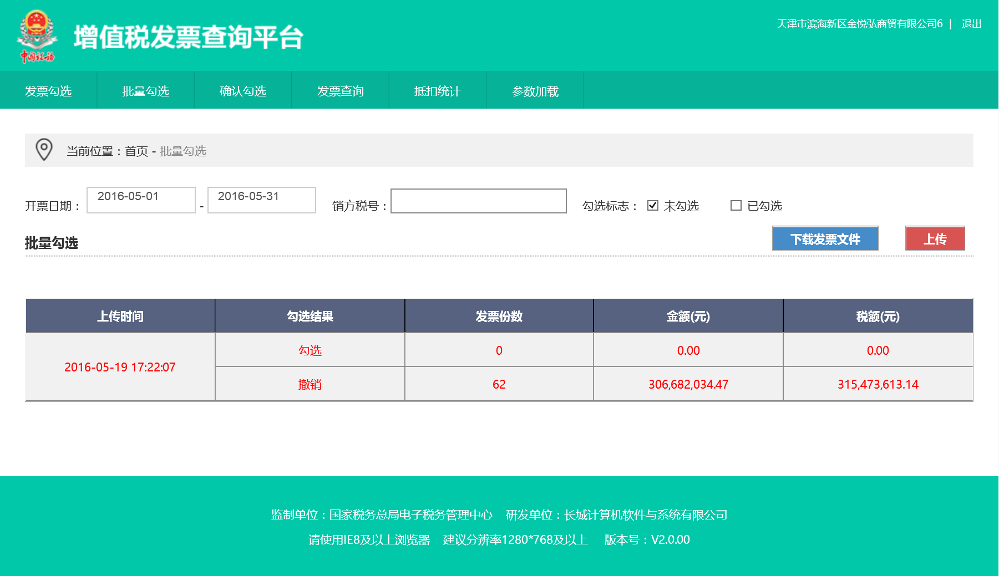 中国税务
增值税发票查询平台
天津市滨海新区金悦弘商贸有限公司6 | 退出
发票勾选 批量勾选 确认勾选 发票查询 抵扣统计 参数加载
当前位置：首页 - 批量勾选
开票日期： 2016-05-01 - 2016-05-31 销方税号： 勾选标志： 未勾选 已勾选
批量勾选 下载发票文件 上传
上传时间 勾选结果 发票份数 金额(元) 税额(元)
2016-05-19 17:22:07 勾选 0 0.00 0.00
撤销 62 306,682,034.47 315,473,613.14
监制单位：国家税务总局电子税务管理中心 研发单位：长城计算机软件与系统有限公司
请使用IE8及以上浏览器 建议分辨率1280*768及以上 版本号：V2.0.00